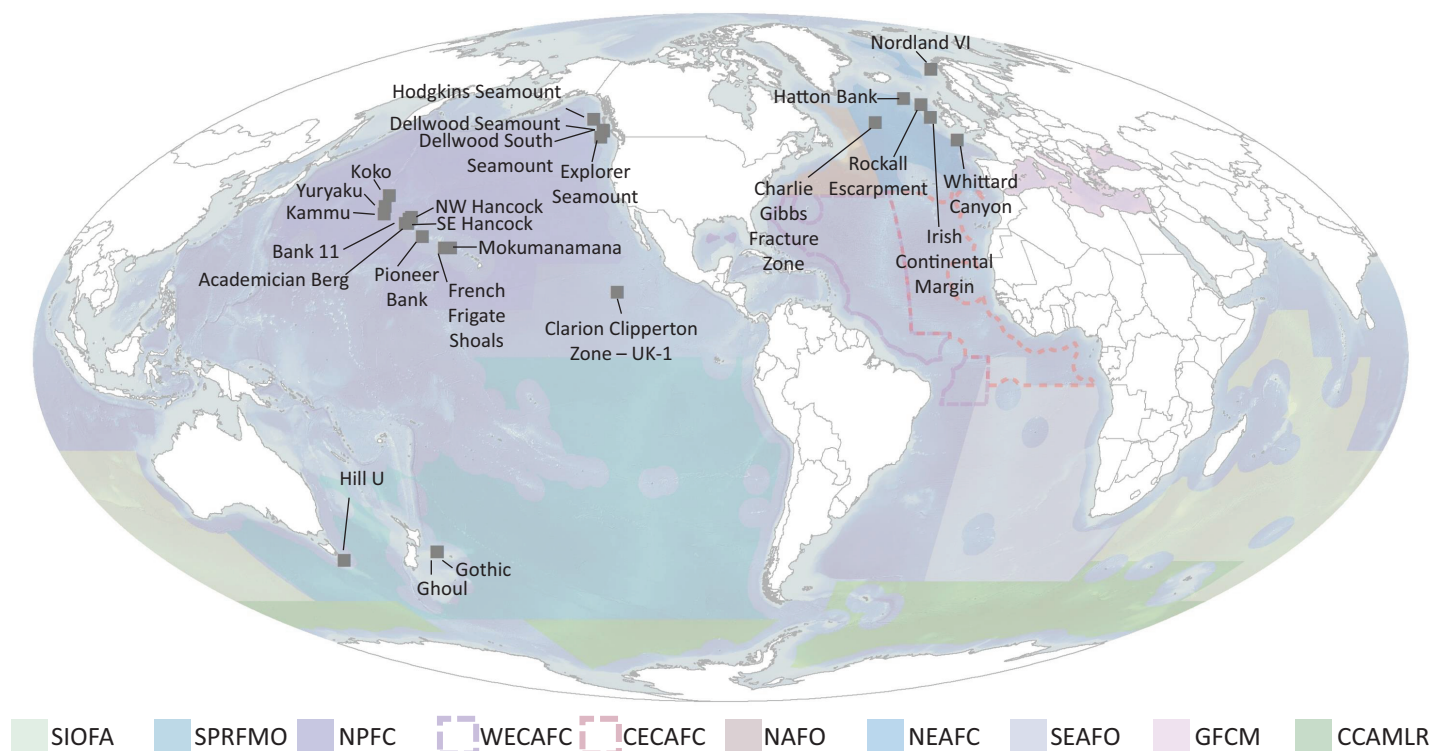 Nordland VI
Hodgkins Seamount
Hatton Bank
Dellwood Seamount
Dellwood South
Seamount
Explorer
Seamount
Rockall
Escarpment
Koko
Yuryaku
Kammu
Charlie
Gibbs
Fracture
Zone
Whittard
Canyon
NW Hancock
SE Hancock
Bank 11
Mokumanamana
Irish
Continental
Margin
Academician Berg
Pioneer
Bank
French
Frigate
Shoals
Clarion Clipperton
Zone – UK-1
Hill U
Gothic
Ghoul
SIOFA SPRFMO NPFC WECAFC CECAFC NAFO NEAFC SEAFO GFCM CCAMLR